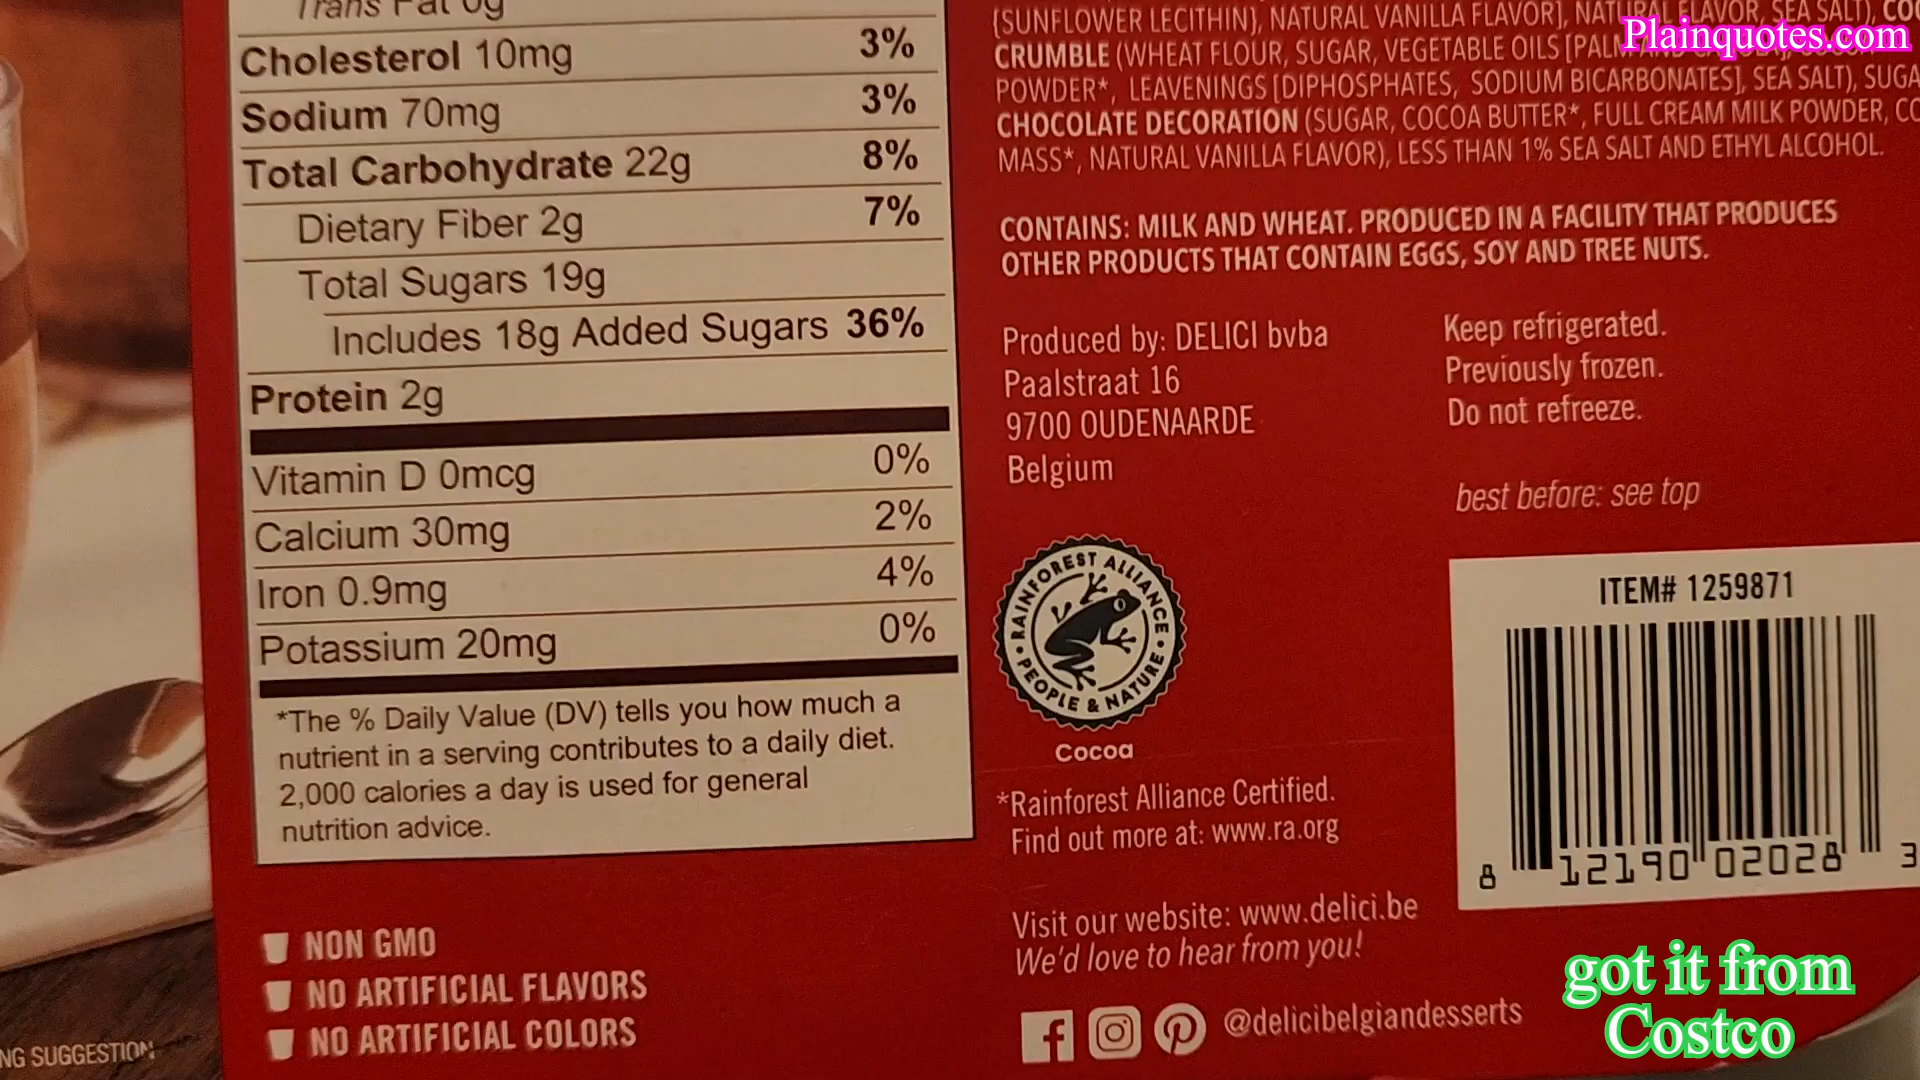 Trans Fat 0g
Cholesterol 10mg 3%
Sodium 70mg 3%
Total Carbohydrate 22g 8%
Dietary Fiber 2g 7%
Total Sugars 19g
Includes 18g Added Sugars 36%
Protein 2g
Vitamin D 0mcg 0%
Calcium 30mg 2%
Iron 0.9mg 4%
Potassium 20mg 0%
*The % Daily Value (DV) tells you how much a
nutrient in a serving contributes to a daily diet.
2,000 calories a day is used for general
nutrition advice.
NON GMO
NO ARTIFICIAL FLAVORS
NO ARTIFICIAL COLORS
NG SUGGESTION
[SUNFLOWER LECITHIN], NATURAL VANILLA FLAVOR], NATURAL FLAVOR, SEA SALT),
CRUMBLE (WHEAT FLOUR, SUGAR, VEGETABLE OILS
POWDER*, LEAVENINGS [DIPHOSPHATES, SODIUM BICARBONATES], SEA SALT),
CHOCOLATE DECORATION (SUGAR, COCOA BUTTER*, FULL CREAM MILK POWDER,
MASS*, NATURAL VANILLA FLAVOR), LESS THAN 1% SEA SALT AND ETHYL ALCOHOL.
CONTAINS: MILK AND WHEAT. PRODUCED IN A FACILITY THAT PRODUCES
OTHER PRODUCTS THAT CONTAIN EGGS, SOY AND TREE NUTS.
Produced by: DELICI bvba
Paalstraat 16
9700 OUDENAARDE
Belgium
Keep refrigerated.
Previously frozen.
Do not refreeze.
best before: see top
RAINFOREST ALLIANCE
PEOPLE & NATURE
Cocoa
*Rainforest Alliance Certified.
Find out more at: www.ra.org
ITEM# 1259871
8 12190 02028 3
Visit our website: www.delici.be
We'd love to hear from you!
@delicibelgiandesserts
Plainquotes.com
got it from
Costco